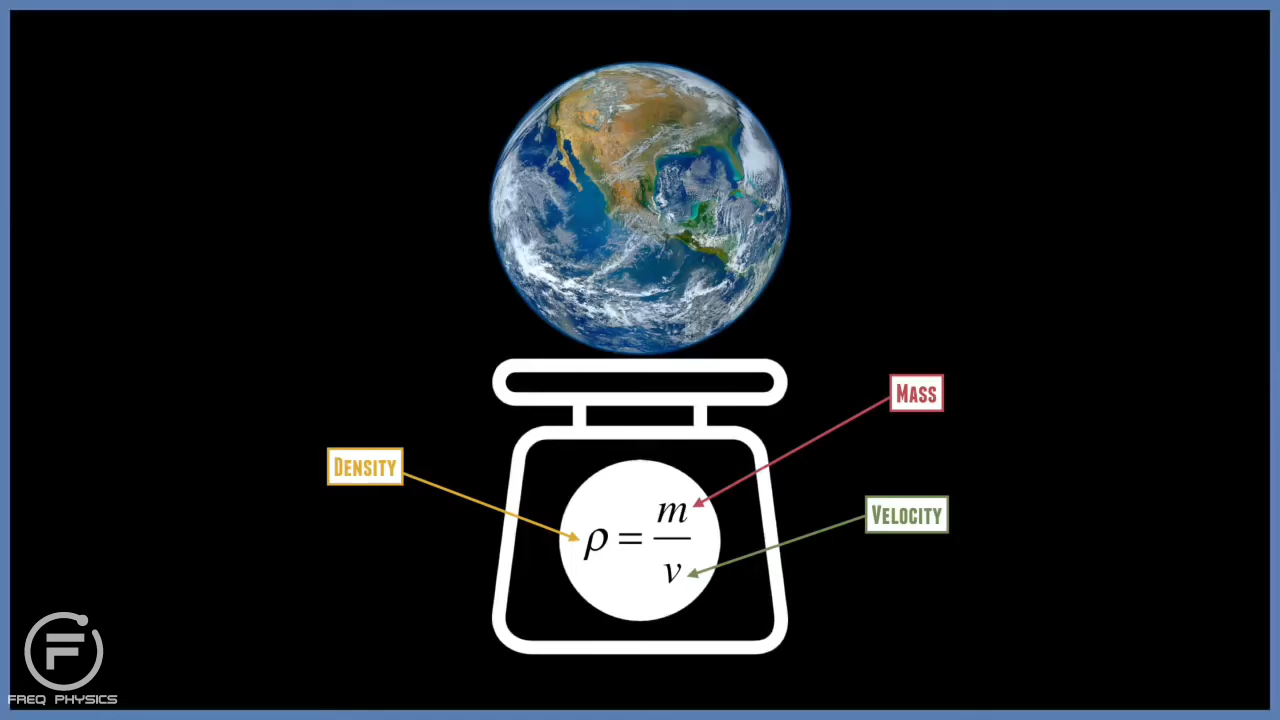 MASS
DENSITY
VELOCITY
ρ = m
v
FREQ PHYSICS